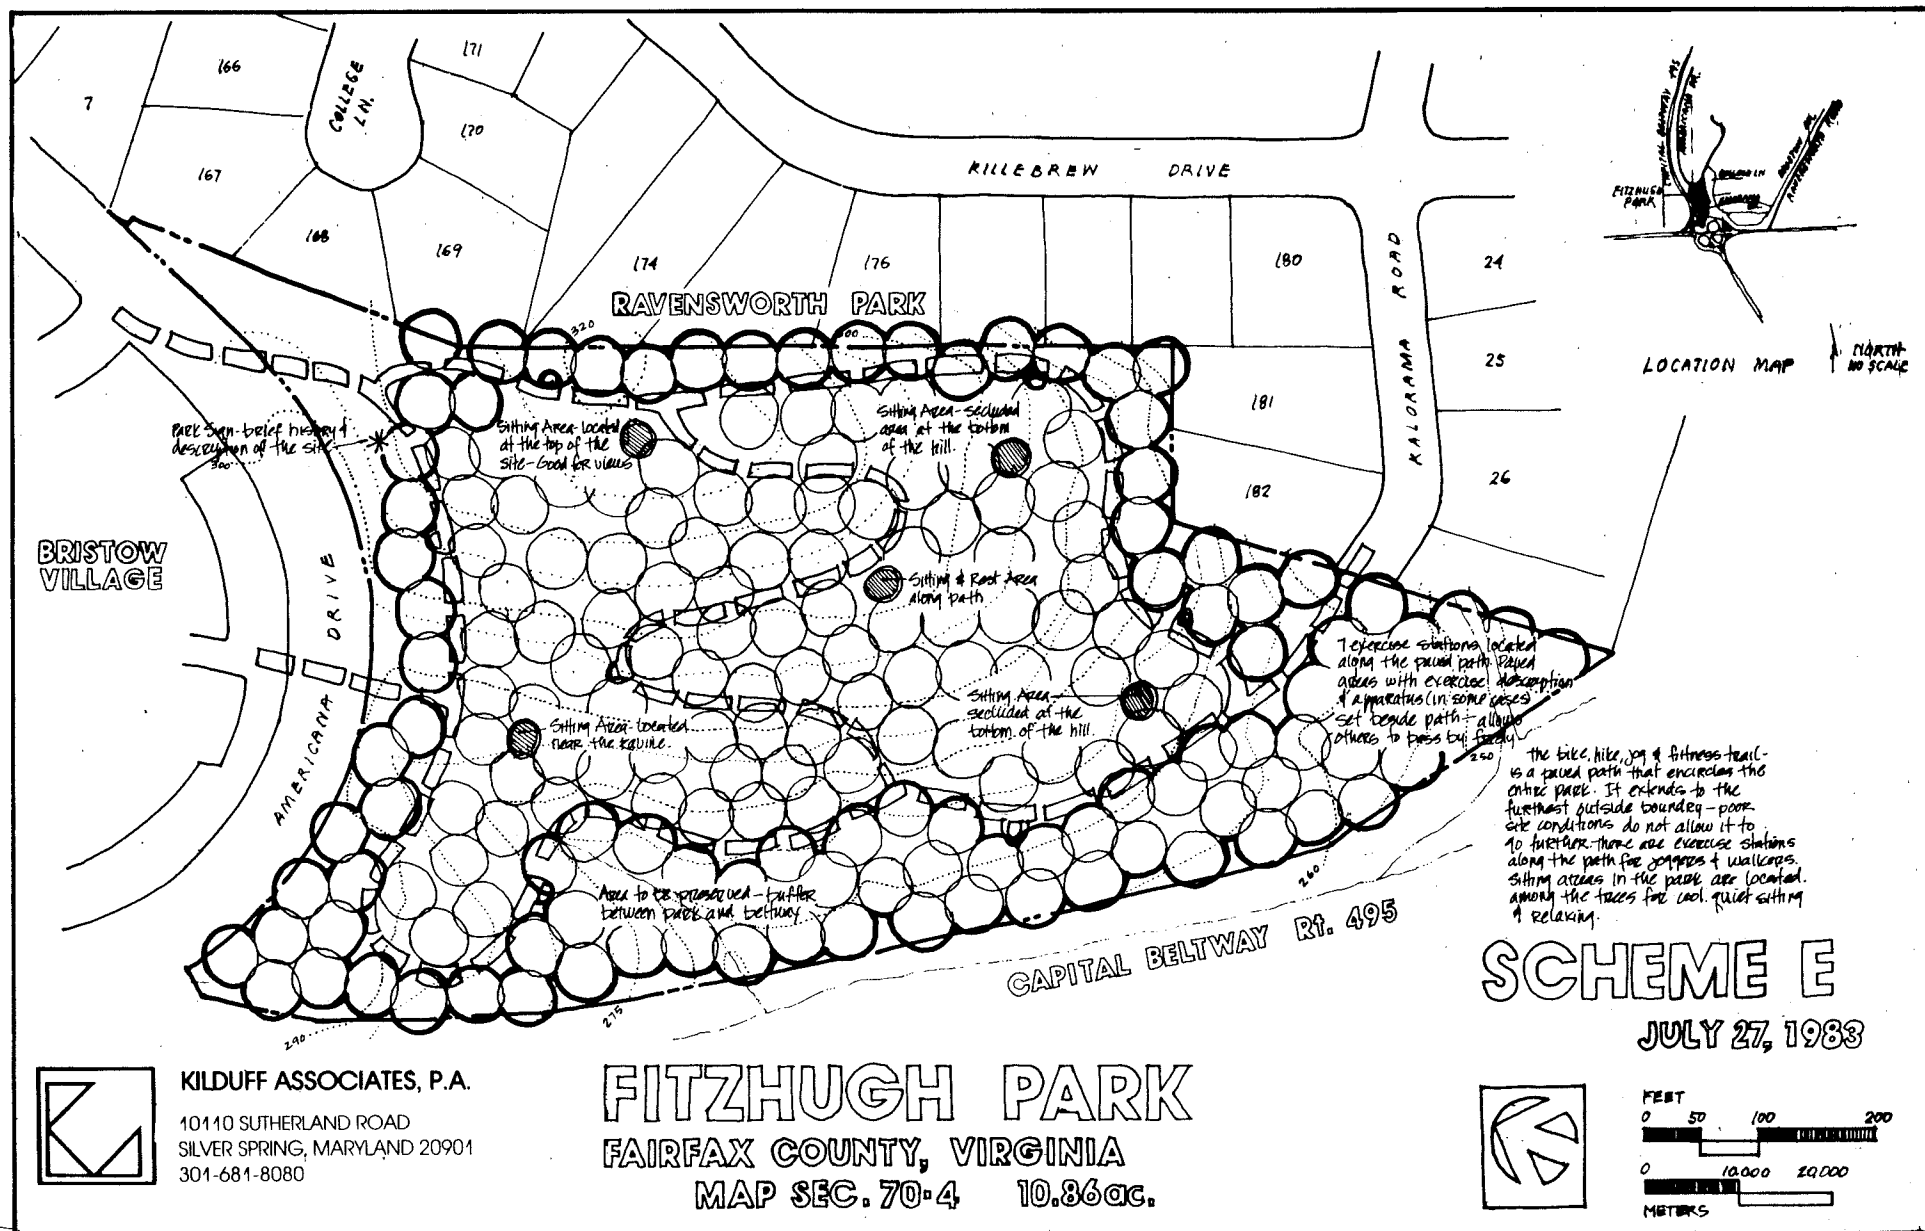 166
171
7
COLLEGE
LN.
170
167
168
169
174
176
180
24
KILLEBREW DRIVE
KALORAMA ROAD
RAVENSWORTH PARK
320
300
25
181
182
26
FITZHUGH
PARK
LOCATION MAP
NORTH
NO SCALE
Park Sign-brief history &
description of the site
300
Sitting Area-located
at the top of the
site-Good for views
Sitting Area-secluded
area at the bottom
of the hill.
BRISTOW
VILLAGE
AMERICANA DRIVE
Sitting & Rest Area
along path
Sitting Area-
secluded at the
bottom of the hill.
Sitting Area-Located
near the ravine.
7 exercise stations located
along the paved path. Paved
areas with exercise description
& apparatus (in some cases)
set beside path-allows
others to pass by freely
250
The bike, hike, jog & fitness trail-
is a paved path that encircles the
entire park. It extends to the
furthest outside boundry-poor
site conditions do not allow it to
go further. There are exercise stations
along the path for joggers & walkers.
Sitting areas in the park are located
among the trees for cool, quiet sitting
& relaxing.
Area to be preserved-buffer
between park and beltway.
260
275
290
CAPITAL BELTWAY Rt. 495
SCHEME E
JULY 27, 1983
KILDUFF ASSOCIATES, P.A.
10110 SUTHERLAND ROAD
SILVER SPRING, MARYLAND 20901
301-681-8080
FITZHUGH PARK
FAIRFAX COUNTY, VIRGINIA
MAP SEC. 70-4 10.86ac.
FEET
0 50 100 200
0 10,000 20,000
METERS